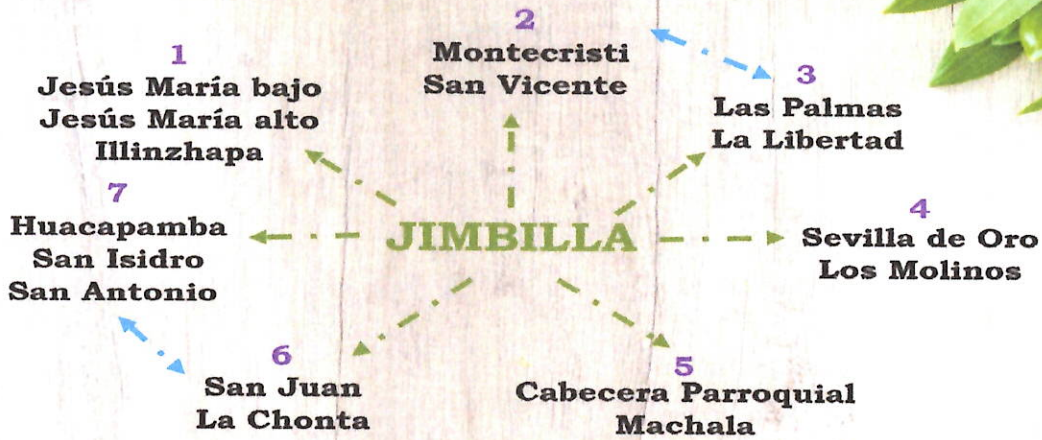 1
Jesús María bajo
Jesús María alto
Illinzhapa
2
Montecristi
San Vicente
3
Las Palmas
La Libertad
7
Huacapamba
San Isidro
San Antonio
JIMBILLA
4
Sevilla de Oro
Los Molinos
6
San Juan
La Chonta
5
Cabecera Parroquial
Machala